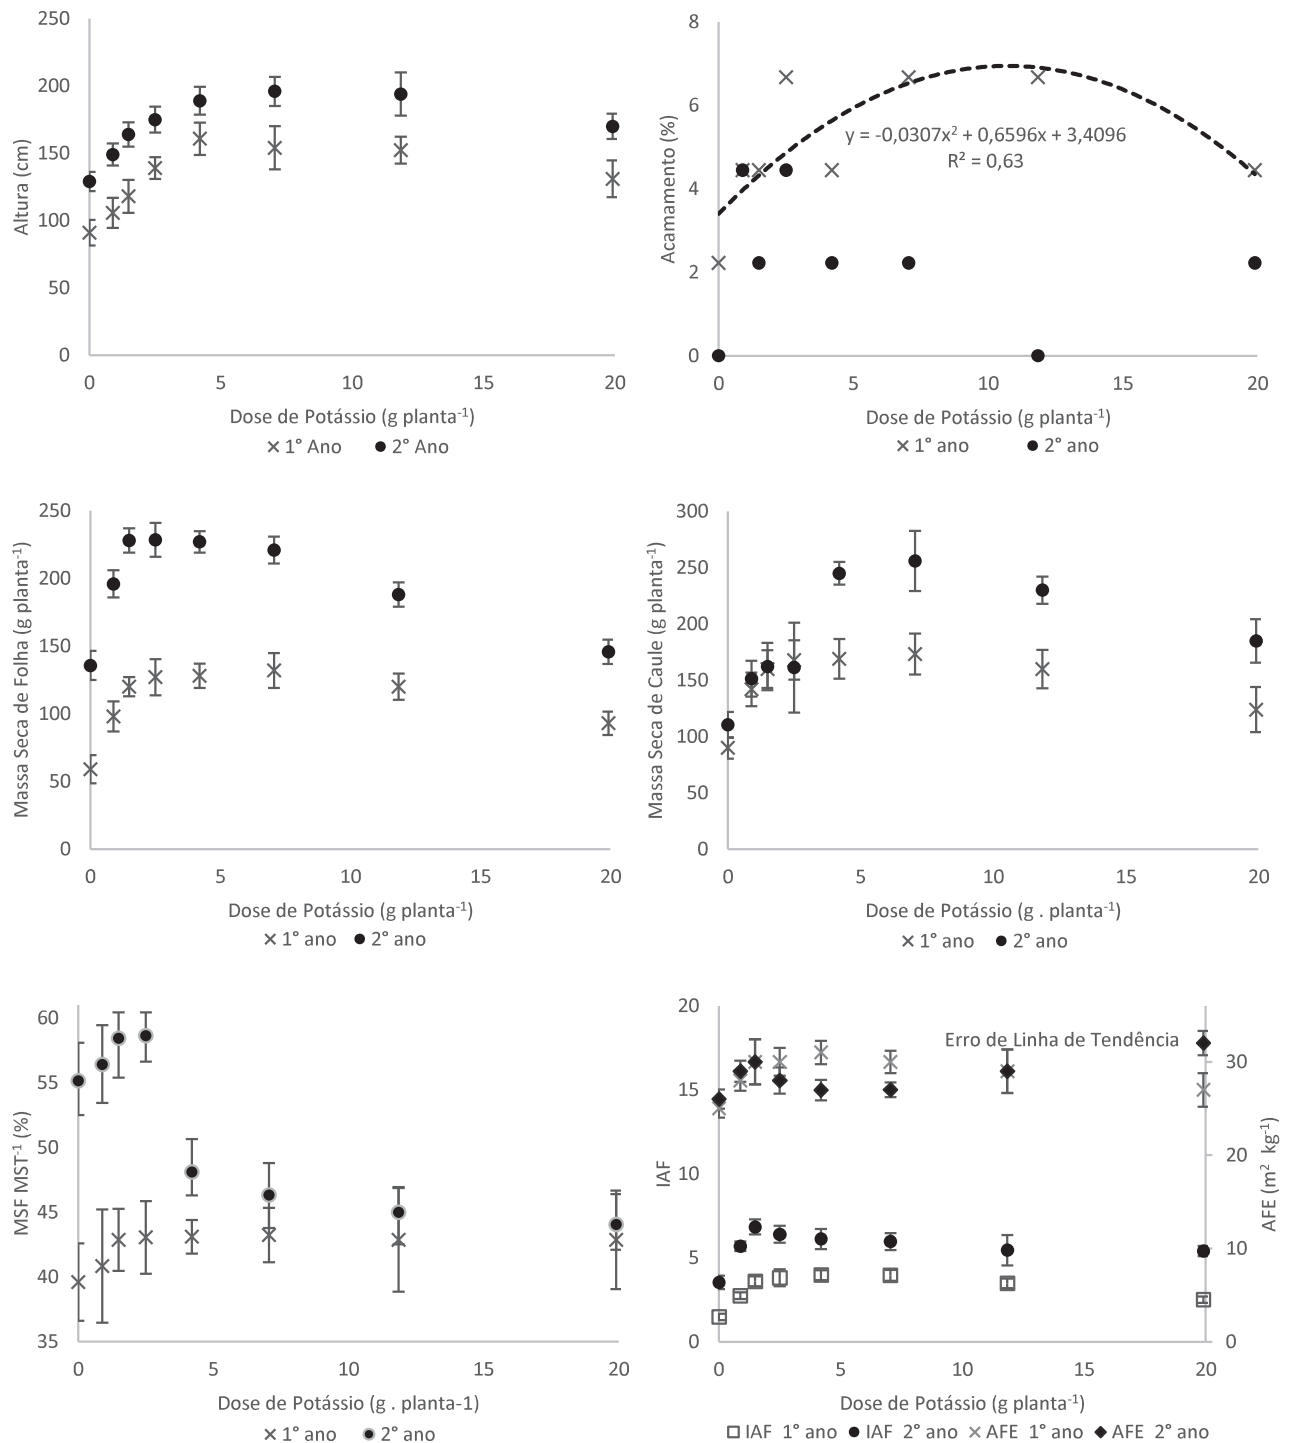 250
200
150
100
50
0
Altura (cm)
0 5 10 15 20
Dose de Potássio (g planta⁻¹)
1° Ano 2° Ano
8
6
4
2
0
Acamamento (%)
y = -0,0307x² + 0,6596x + 3,4096
R² = 0,63
0 5 10 15 20
Dose de Potássio (g planta⁻¹)
1° ano 2° ano
250
200
150
100
50
0
Massa Seca de Folha (g planta⁻¹)
0 5 10 15 20
Dose de Potássio (g planta⁻¹)
1° ano 2° ano
300
250
200
150
100
50
0
Massa Seca de Caule (g planta⁻¹)
0 5 10 15 20
Dose de Potássio (g . planta⁻¹)
1° ano 2° ano
60
55
50
45
40
35
MSF MST⁻¹ (%)
0 5 10 15 20
Dose de Potássio (g . planta-1)
1° ano 2° ano
20
15
10
5
0
IAF
Erro de Linha de Tendência
30
20
10
0
AFE (m² kg⁻¹)
0 5 10 15 20
Dose de Potássio (g planta⁻¹)
IAF 1° ano IAF 2° ano AFE 1° ano AFE 2° ano